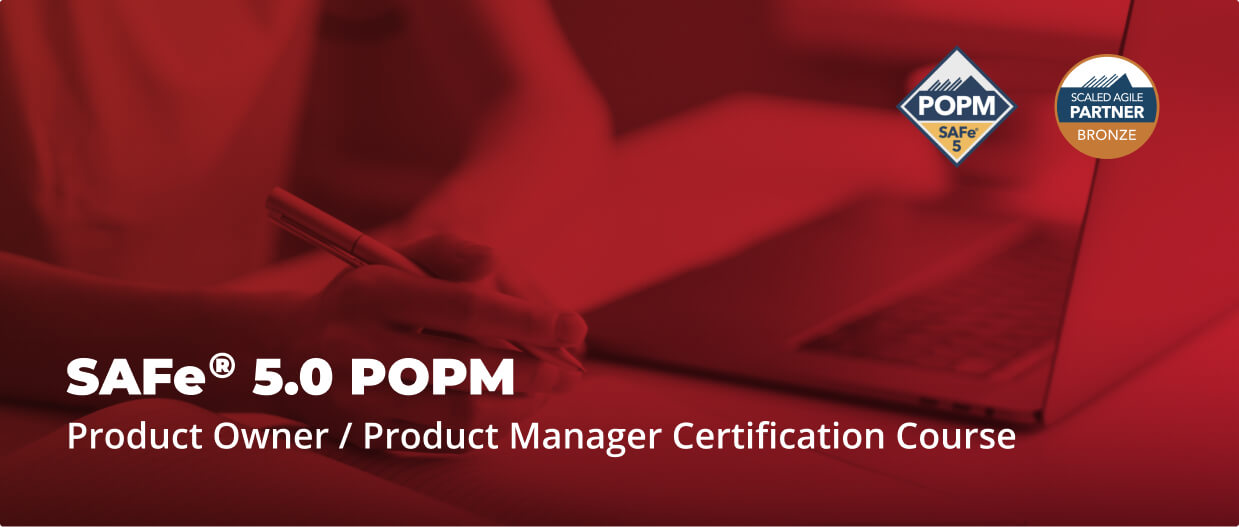 POPM
SAFe®
5
SCALED AGILE
PARTNER
BRONZE
SAFe® 5.0 POPM
Product Owner / Product Manager Certification Course